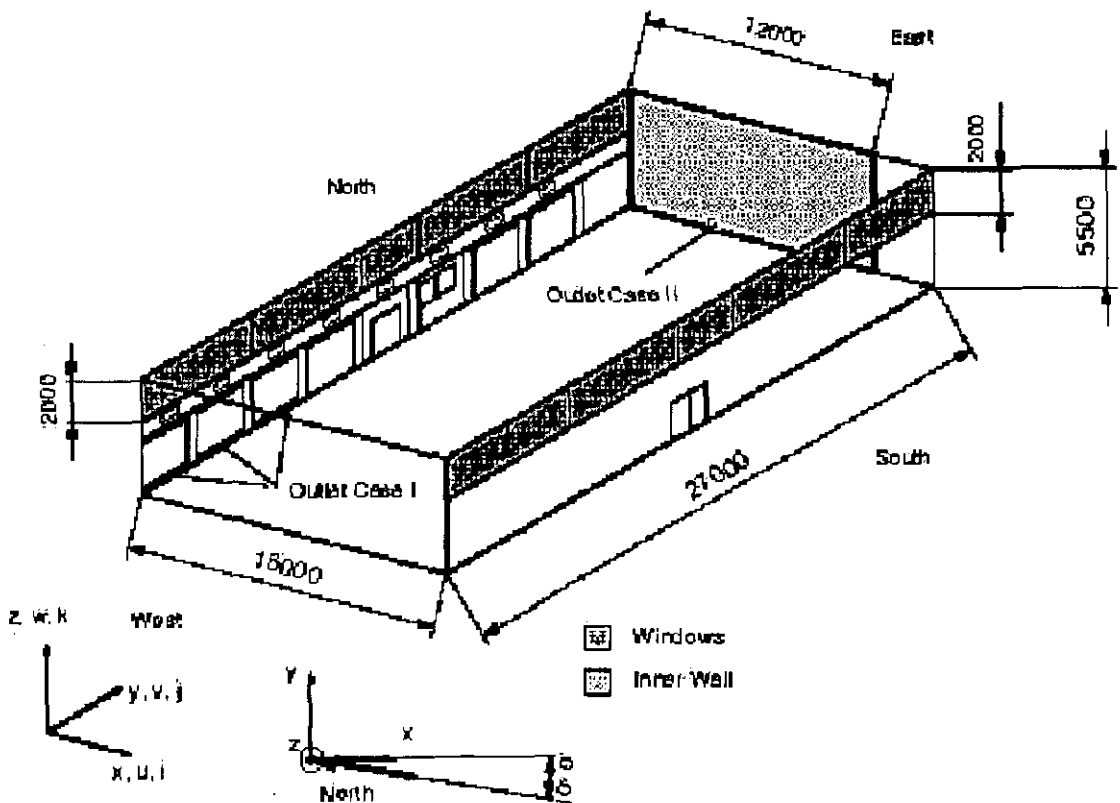 12000
East
2000
North
5500
Outlet Case II
2000
South
27000
Outlet Case I
15000
z, w, k
West
Windows
y, v, j
Y
Inner Wall
x
z
x, u, i
North